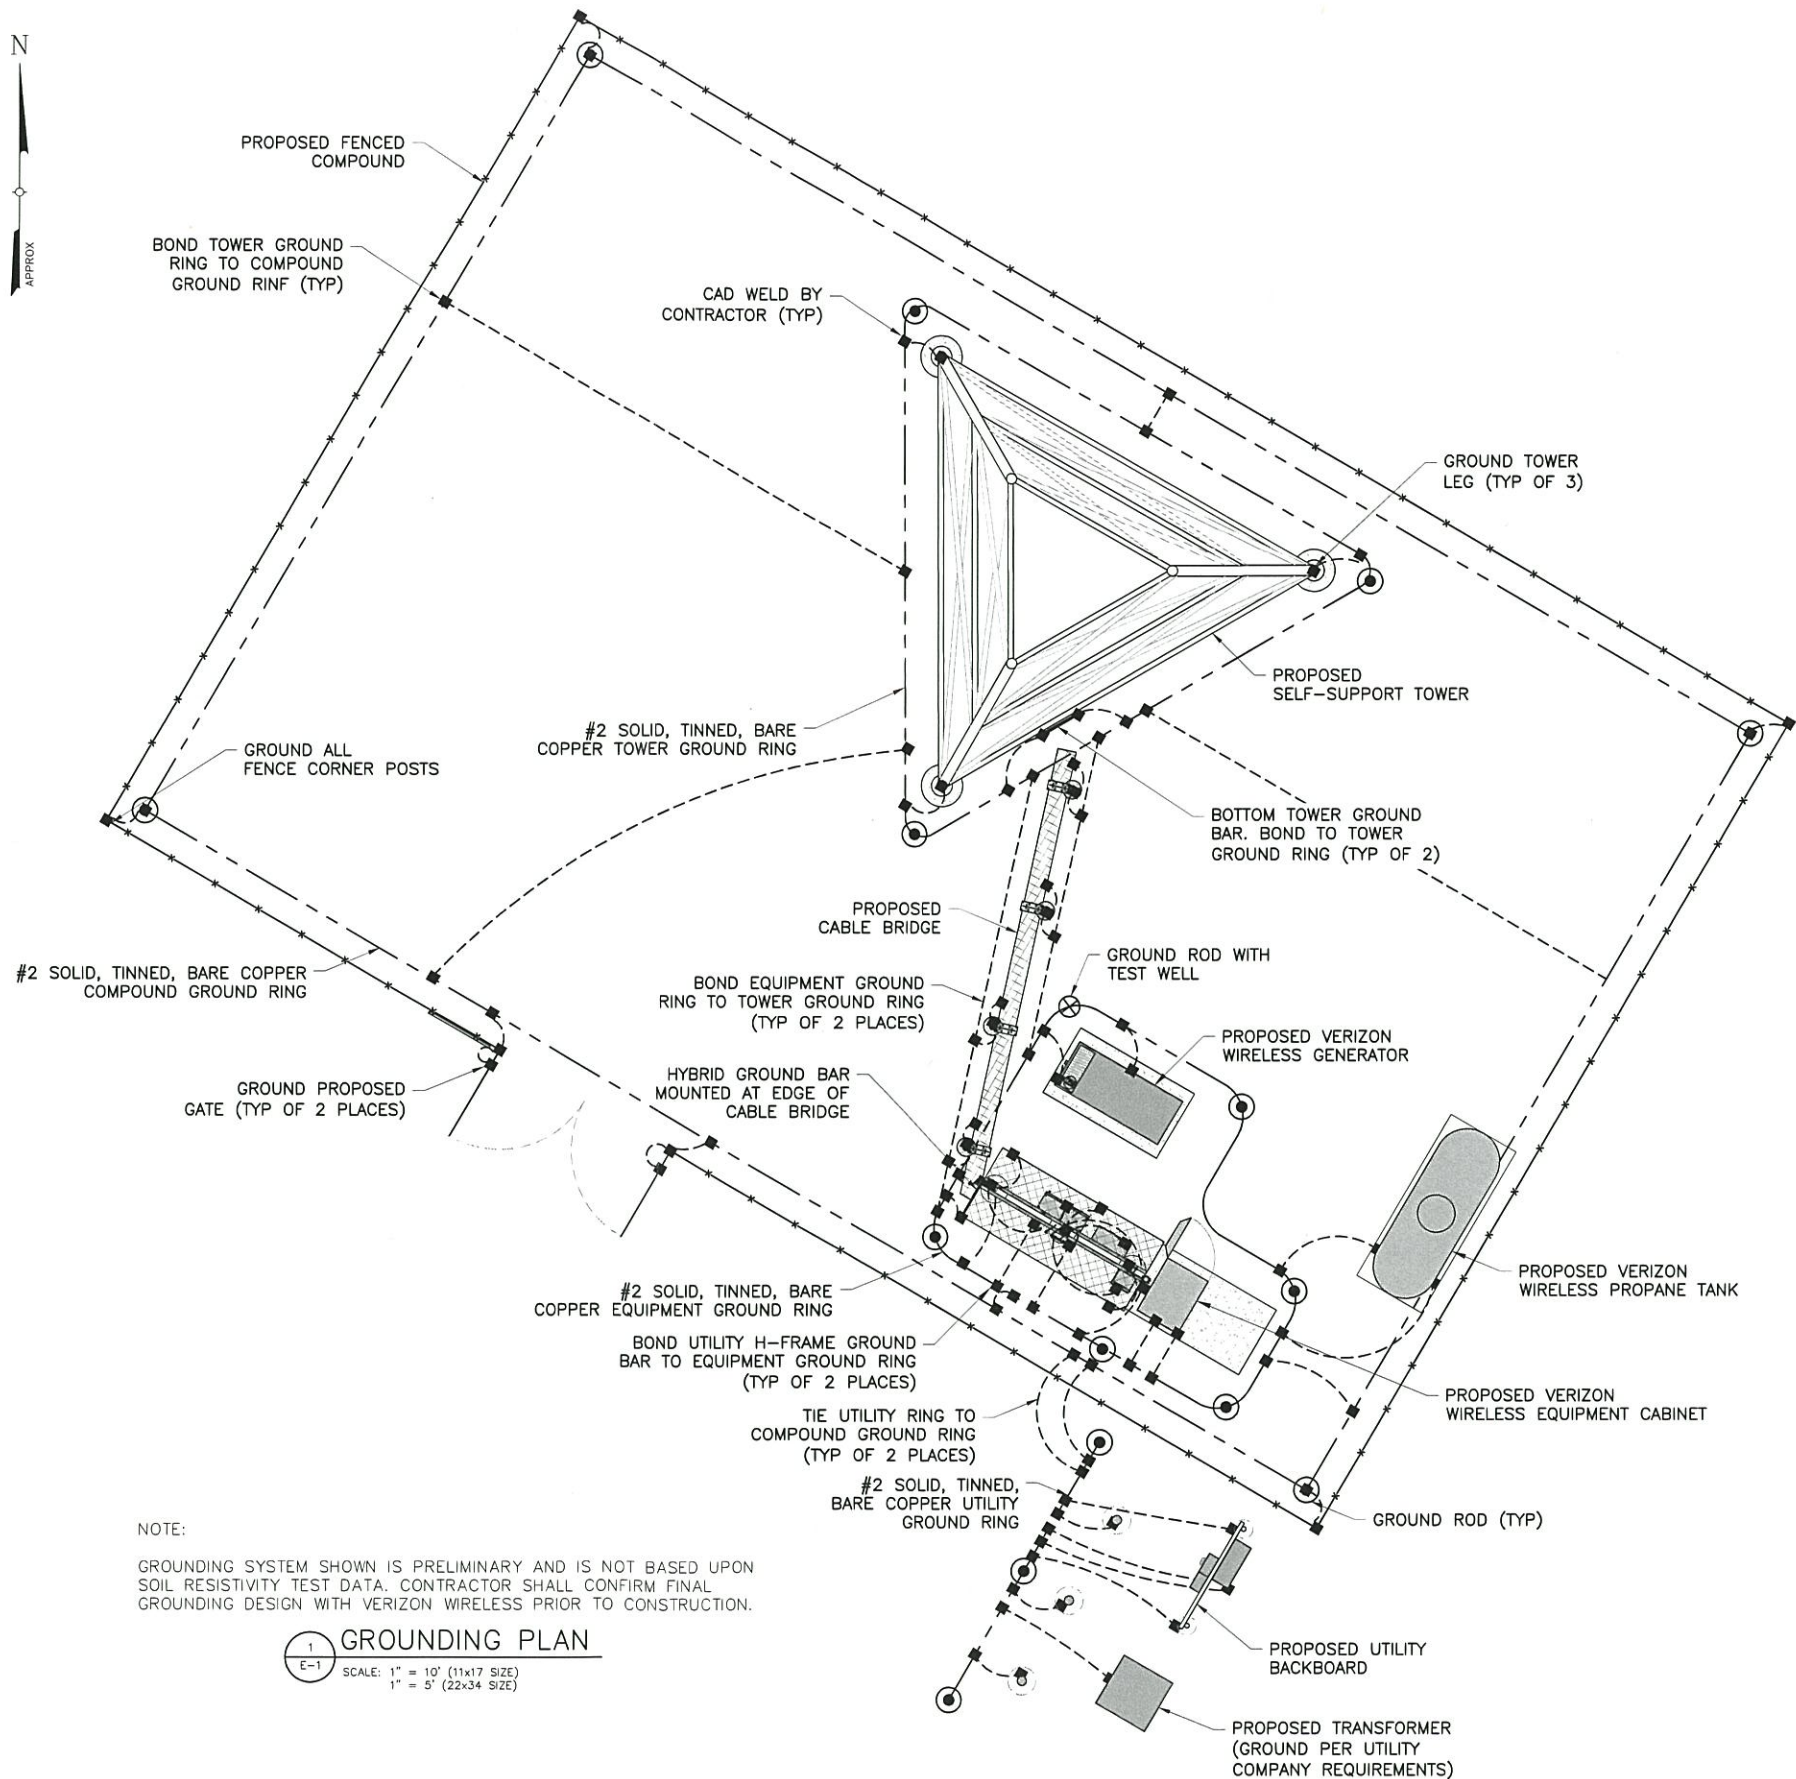 N
APPROX
PROPOSED FENCED
COMPOUND
BOND TOWER GROUND
RING TO COMPOUND
GROUND RINF (TYP)
CAD WELD BY
CONTRACTOR (TYP)
GROUND TOWER
LEG (TYP OF 3)
PROPOSED
SELF-SUPPORT TOWER
#2 SOLID, TINNED, BARE
COPPER TOWER GROUND RING
GROUND ALL
FENCE CORNER POSTS
BOTTOM TOWER GROUND
BAR. BOND TO TOWER
GROUND RING (TYP OF 2)
PROPOSED
CABLE BRIDGE
GROUND ROD WITH
TEST WELL
#2 SOLID, TINNED, BARE COPPER
COMPOUND GROUND RING
BOND EQUIPMENT GROUND
RING TO TOWER GROUND RING
(TYP OF 2 PLACES)
PROPOSED VERIZON
WIRELESS GENERATOR
GROUND PROPOSED
GATE (TYP OF 2 PLACES)
HYBRID GROUND BAR
MOUNTED AT EDGE OF
CABLE BRIDGE
#2 SOLID, TINNED, BARE
COPPER EQUIPMENT GROUND RING
PROPOSED VERIZON
WIRELESS PROPANE TANK
BOND UTILITY H-FRAME GROUND
BAR TO EQUIPMENT GROUND RING
(TYP OF 2 PLACES)
PROPOSED VERIZON
WIRELESS EQUIPMENT CABINET
TIE UTILITY RING TO
COMPOUND GROUND RING
(TYP OF 2 PLACES)
#2 SOLID, TINNED,
BARE COPPER UTILITY
GROUND RING
GROUND ROD (TYP)
NOTE:
GROUNDING SYSTEM SHOWN IS PRELIMINARY AND IS NOT BASED UPON
SOIL RESISTIVITY TEST DATA. CONTRACTOR SHALL CONFIRM FINAL
GROUNDING DESIGN WITH VERIZON WIRELESS PRIOR TO CONSTRUCTION.
1
E-1
GROUNDING PLAN
SCALE: 1" = 10' (11x17 SIZE)
1" = 5' (22x34 SIZE)
PROPOSED UTILITY
BACKBOARD
PROPOSED TRANSFORMER
(GROUND PER UTILITY
COMPANY REQUIREMENTS)